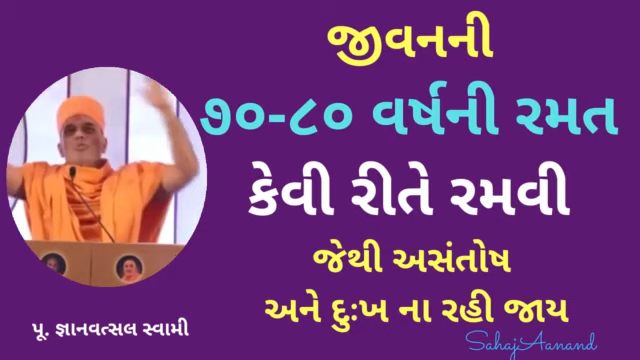 જીવનની
૭૦-૮૦ વર્ષની રમત
કેવી રીતે રમવી
જેથી અસંતોષ
અને દુઃખ ના રહી જાય
પૂ. જ્ઞાનવત્સલ સ્વામી
SahajAanand